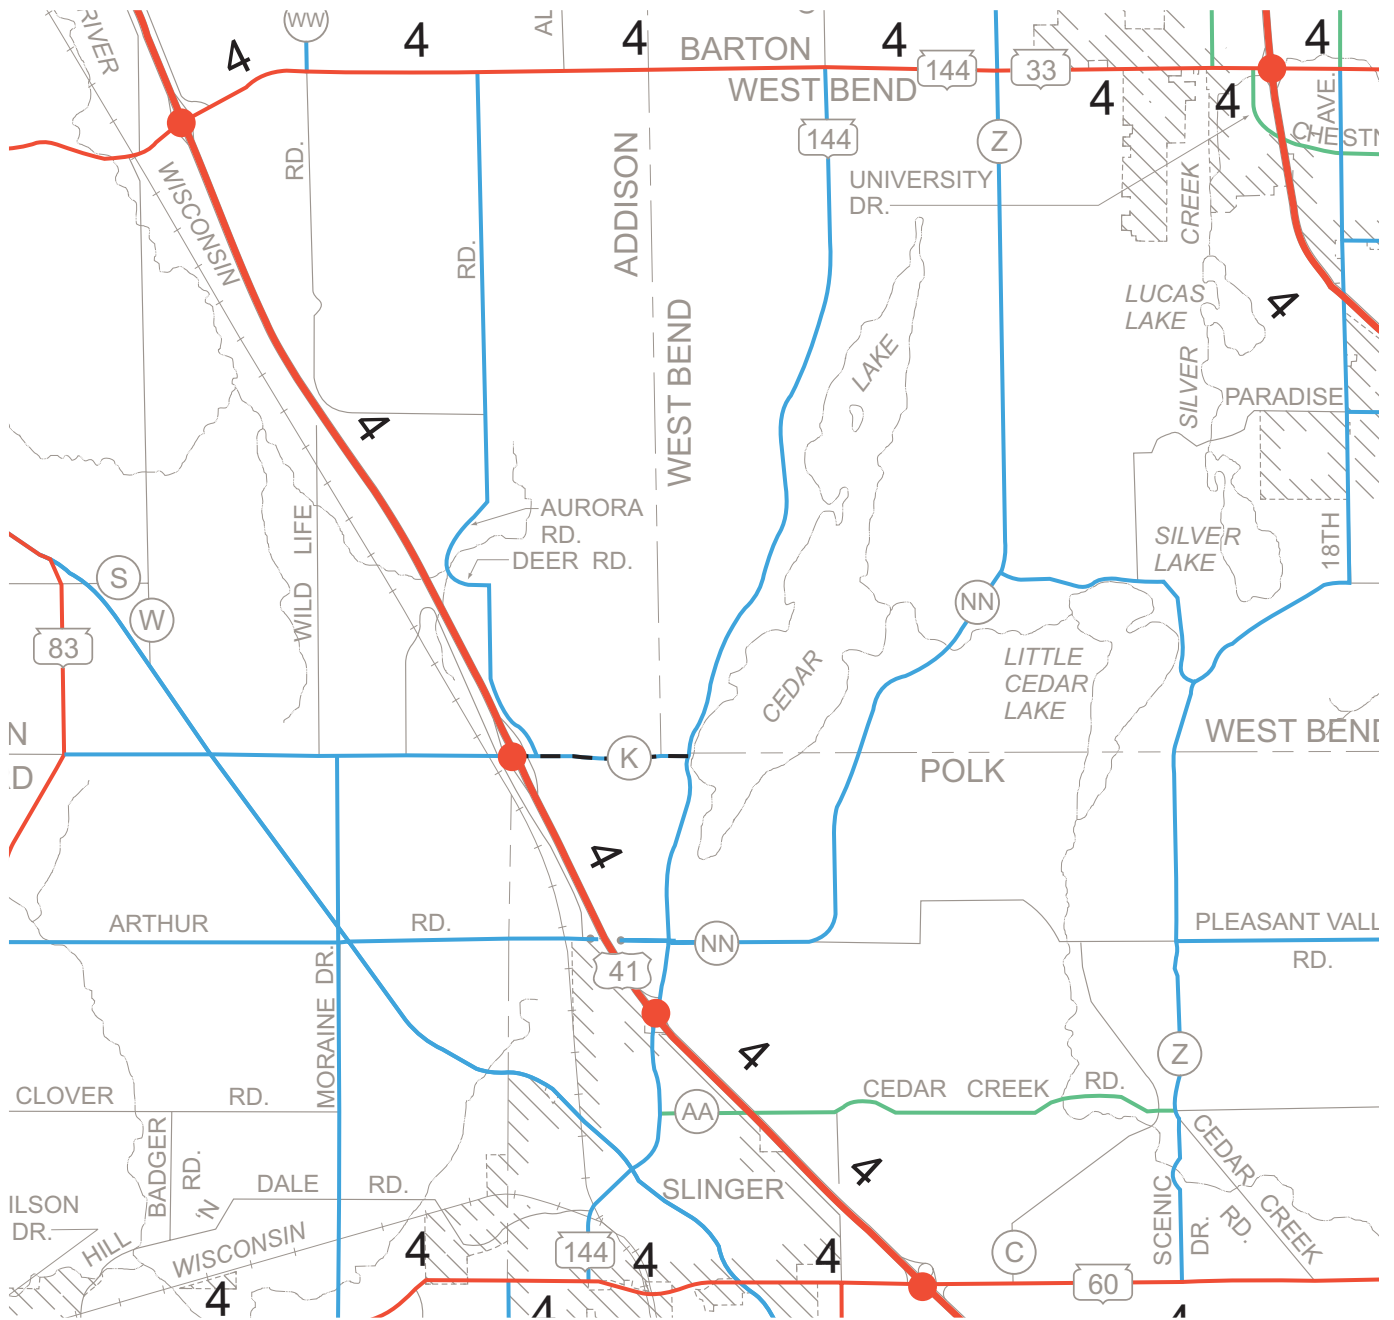 RIVER
WW
4
4
AL
4
BARTON
4
144
33
4
WEST BEND
4
4
AVE.
CHESTN
RD.
WISCONSIN
ADDISON
144
Z
UNIVERSITY
DR.
CREEK
RD.
WEST BEND
LAKE
LUCAS
LAKE
4
SILVER
PARADISE
4
AURORA
RD.
DEER RD.
WILD LIFE
S
W
83
NN
SILVER
LAKE
18TH
CEDAR
LITTLE
CEDAR
LAKE
N
K
WEST BEND
LD
POLK
4
ARTHUR RD.
NN
PLEASANT VALL
RD.
41
MORAINE DR.
4
Z
CLOVER RD.
AA
CEDAR CREEK RD.
BADGER
RD.
N.
DALE RD.
SLINGER
4
CEDAR CREEK
RD.
SCENIC
DR.
ILSON
DR.
HILL
WISCONSIN
4
144
4
4
C
60
4
4
4